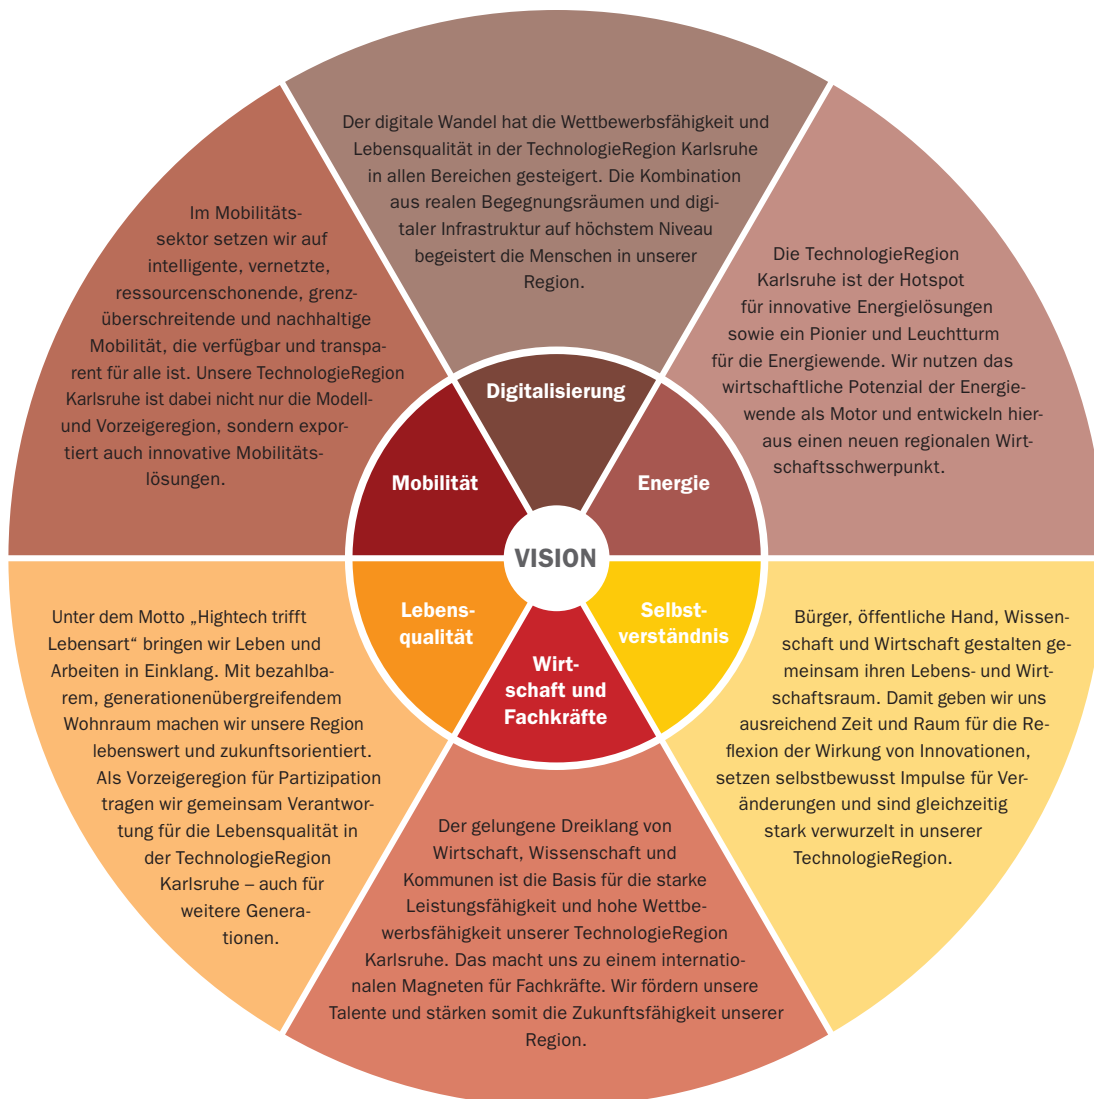 Der digitale Wandel hat die Wettbewerbsfähigkeit und
Lebensqualität in der TechnologieRegion Karlsruhe
in allen Bereichen gesteigert. Die Kombination
aus realen Begegnungsräumen und digi-
taler Infrastruktur auf höchstem Niveau
begeistert die Menschen in unserer
Region.
Im Mobilitäts-
sektor setzen wir auf
intelligente, vernetzte,
ressourcenschonende, grenz-
überschreitende und nachhaltige
Mobilität, die verfügbar und transpa-
rent für alle ist. Unsere TechnologieRegion
Karlsruhe ist dabei nicht nur die Modell-
und Vorzeigeregion, sondern expor-
tiert auch innovative Mobilitäts-
lösungen.
Die TechnologieRegion
Karlsruhe ist der Hotspot
für innovative Energielösungen
sowie ein Pionier und Leuchtturm
für die Energiewende. Wir nutzen das
wirtschaftliche Potenzial der Energie-
wende als Motor und entwickeln hier-
aus einen neuen regionalen Wirt-
schaftsschwerpunkt.
Digitalisierung
Mobilität
Energie
VISION
Lebens-
qualität
Selbst-
verständnis
Wirt-
schaft und
Fachkräfte
Unter dem Motto „Hightech trifft
Lebensart“ bringen wir Leben und
Arbeiten in Einklang. Mit bezahlba-
rem, generationenübergreifendem
Wohnraum machen wir unsere Region
lebenswert und zukunftsorientiert.
Als Vorzeigeregion für Partizipation
tragen wir gemeinsam Verantwor-
tung für die Lebensqualität in
der TechnologieRegion
Karlsruhe – auch für
weitere Genera-
tionen.
Bürger, öffentliche Hand, Wissen-
schaft und Wirtschaft gestalten ge-
meinsam ihren Lebens- und Wirt-
schaftsraum. Damit geben wir uns
ausreichend Zeit und Raum für die Re-
flexion der Wirkung von Innovationen,
setzen selbstbewusst Impulse für Ver-
änderungen und sind gleichzeitig
stark verwurzelt in unserer
TechnologieRegion.
Der gelungene Dreiklang von
Wirtschaft, Wissenschaft und
Kommunen ist die Basis für die starke
Leistungsfähigkeit und hohe Wettbe-
werbsfähigkeit unserer TechnologieRegion
Karlsruhe. Das macht uns zu einem internatio-
nalen Magneten für Fachkräfte. Wir fördern unsere
Talente und stärken somit die Zukunftsfähigkeit unserer
Region.